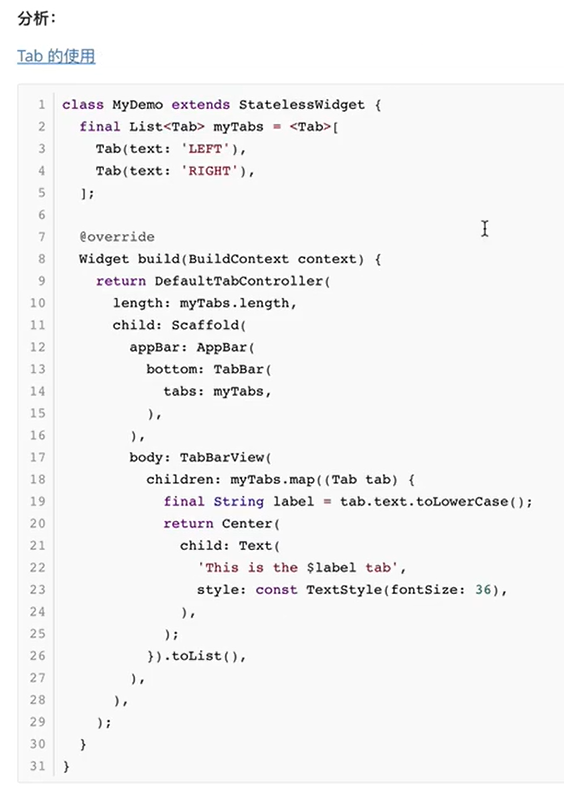 分析：
Tab 的使用
1 class MyDemo extends StatelessWidget {
2   final List<Tab> myTabs = <Tab>[
3     Tab(text: 'LEFT'),
4     Tab(text: 'RIGHT'),
5   ];
6
7   @override
8   Widget build(BuildContext context) {
9     return DefaultTabController(
10       length: myTabs.length,
11       child: Scaffold(
12         appBar: AppBar(
13           bottom: TabBar(
14             tabs: myTabs,
15           ),
16         ),
17         body: TabBarView(
18           children: myTabs.map((Tab tab) {
19             final String label = tab.text.toLowerCase();
20             return Center(
21               child: Text(
22                 'This is the $label tab',
23                 style: const TextStyle(fontSize: 36),
24               ),
25             );
26           }).toList(),
27         ),
28       ),
29     );
30   }
31 }